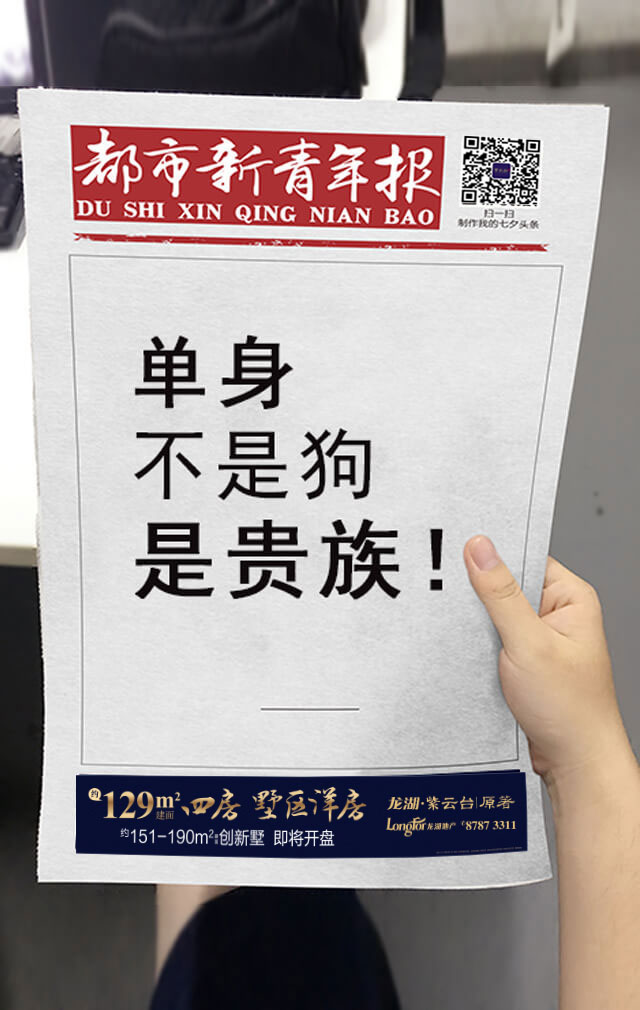 都市新青年报
DU SHI XIN QING NIAN BAO
扫一扫
制作我的七夕头条
单身
不是狗
是贵族！
约129m²建面 四房 墅区洋房
约151-190m²创新墅 即将开盘
龙湖·紫云台|原著
Longfor龙湖地产 8787 3311